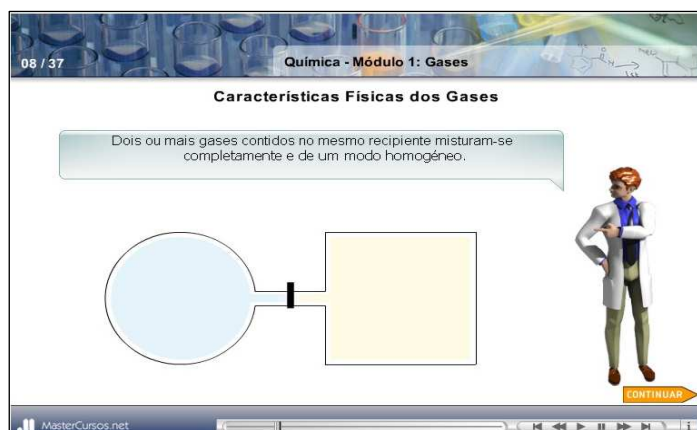 08 / 37
Química - Módulo 1: Gases
Características Físicas dos Gases
Dois ou mais gases contidos no mesmo recipiente misturam-se
completamente e de um modo homogéneo.
CONTINUAR
MasterCursos.net
i